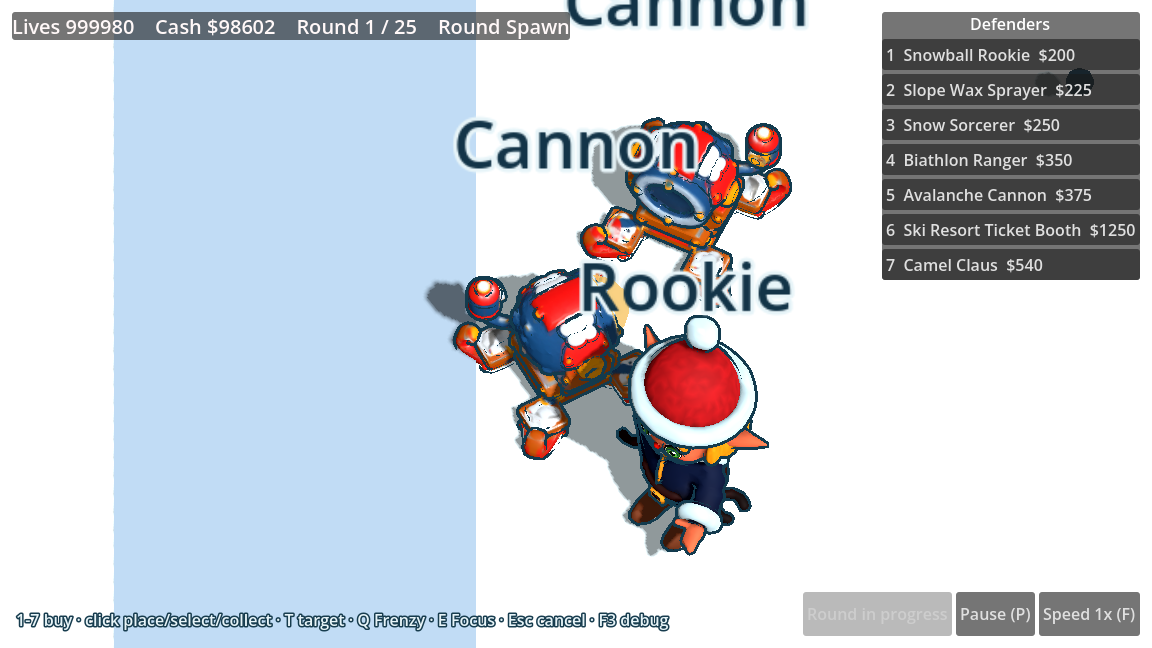 Cannon
Lives 999980 Cash $98602 Round 1 / 25 Round Spawn
Defenders
1 Snowball Rookie $200
2 Slope Wax Sprayer $225
3 Snow Sorcerer $250
4 Biathlon Ranger $350
5 Avalanche Cannon $375
6 Ski Resort Ticket Booth $1250
7 Camel Claus $540
Cannon
Rookie
1-7 buy · click place/select/collect · T target · Q Frenzy · E Focus · Esc cancel · F3 debug
Round in progress
Pause (P)
Speed 1x (F)